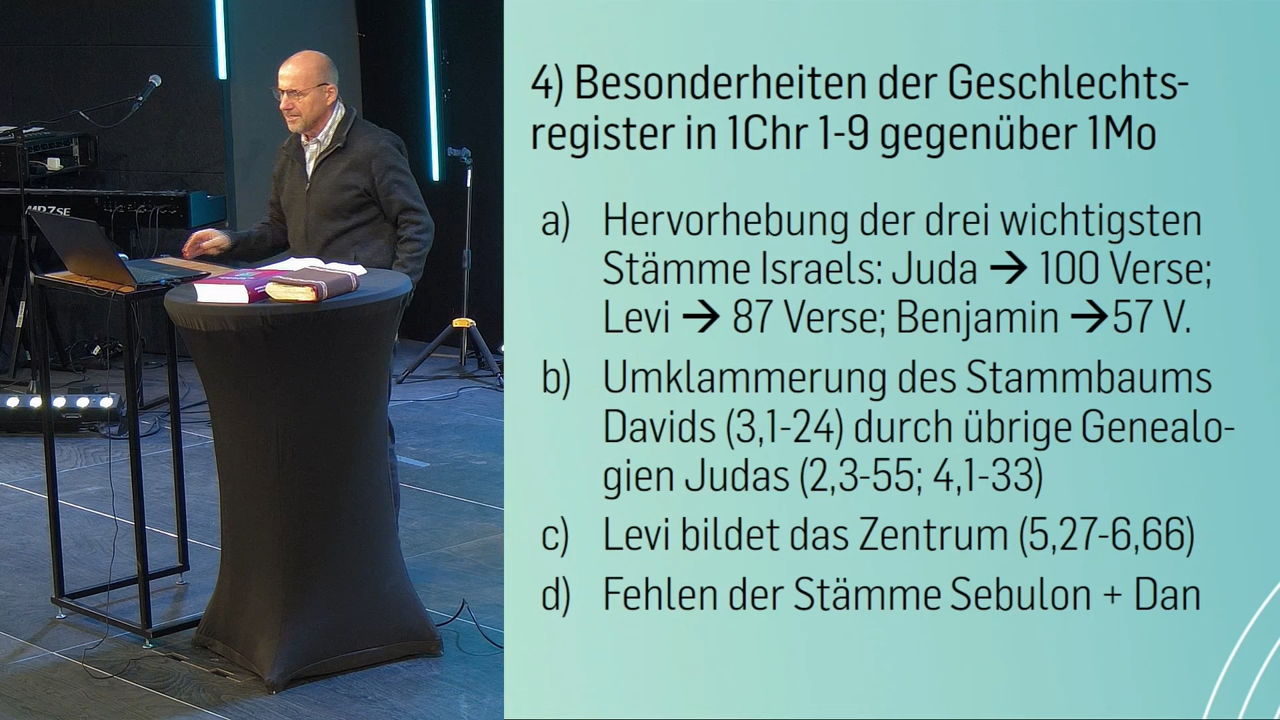 4) Besonderheiten der Geschlechts-
register in 1Chr 1-9 gegenüber 1Mo
a) Hervorhebung der drei wichtigsten
Stämme Israels: Juda → 100 Verse;
Levi → 87 Verse; Benjamin →57 V.
b) Umklammerung des Stammbaums
Davids (3,1-24) durch übrige Genealo-
gien Judas (2,3-55; 4,1-33)
c) Levi bildet das Zentrum (5,27-6,66)
d) Fehlen der Stämme Sebulon + Dan